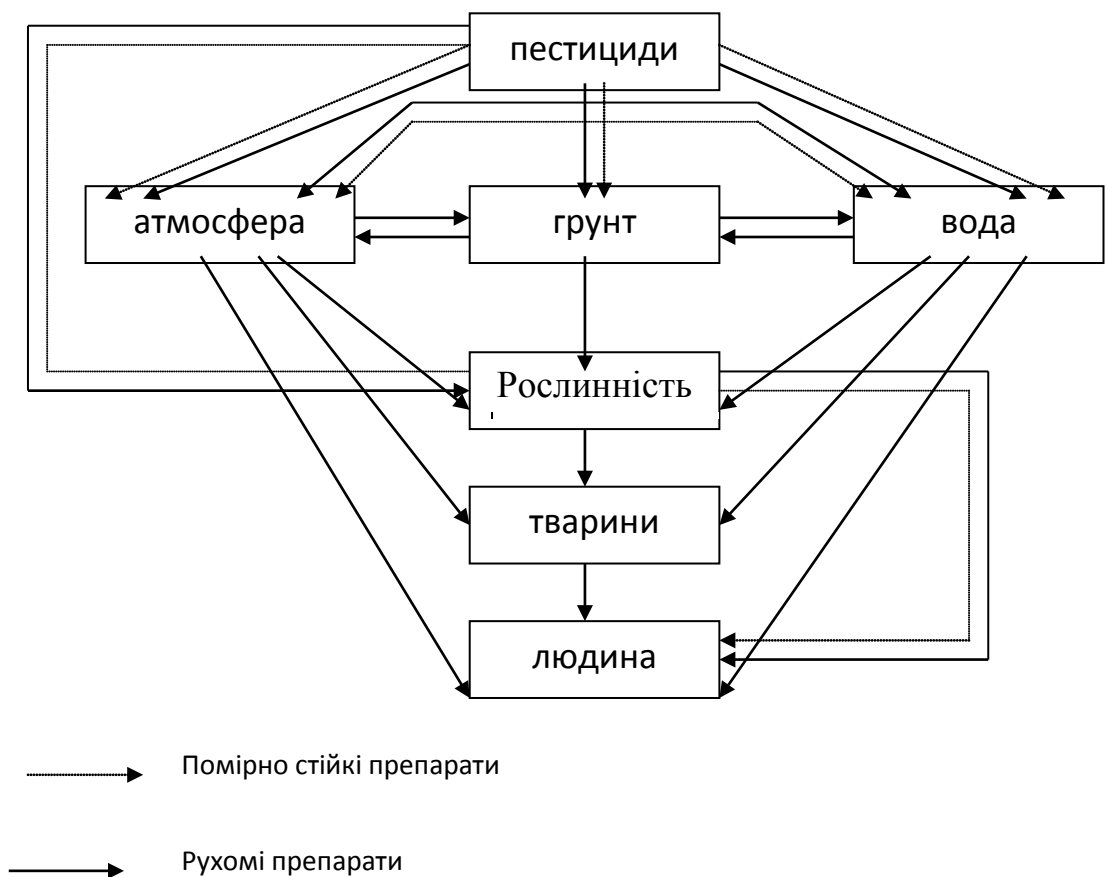 пестициди
атмосфера
грунт
вода
Рослинність
тварини
людина
Помірно стійкі препарати
Рухомі препарати